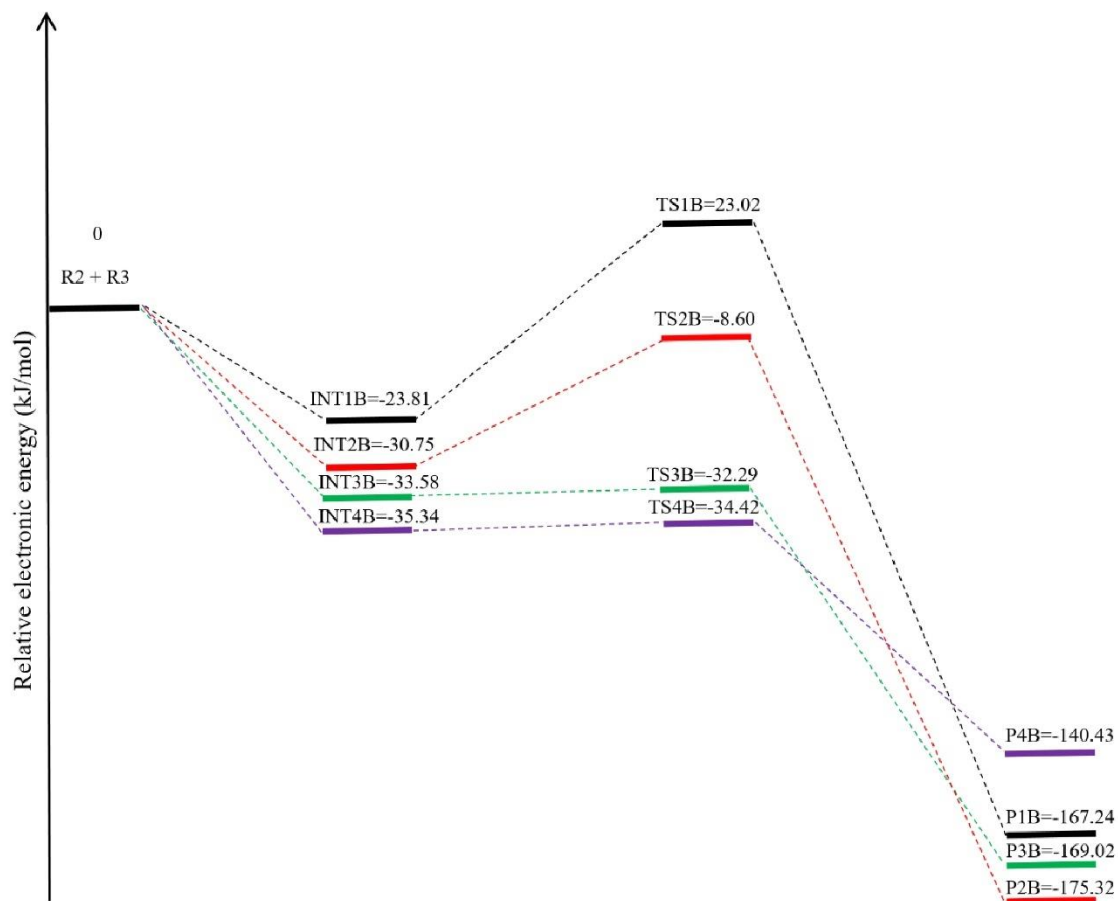 Relative electronic energy (kJ/mol)
0
R2 + R3
INT1B=-23.81
INT2B=-30.75
INT3B=-33.58
INT4B=-35.34
TS1B=23.02
TS2B=-8.60
TS3B=-32.29
TS4B=-34.42
P4B=-140.43
P1B=-167.24
P3B=-169.02
P2B=-175.32